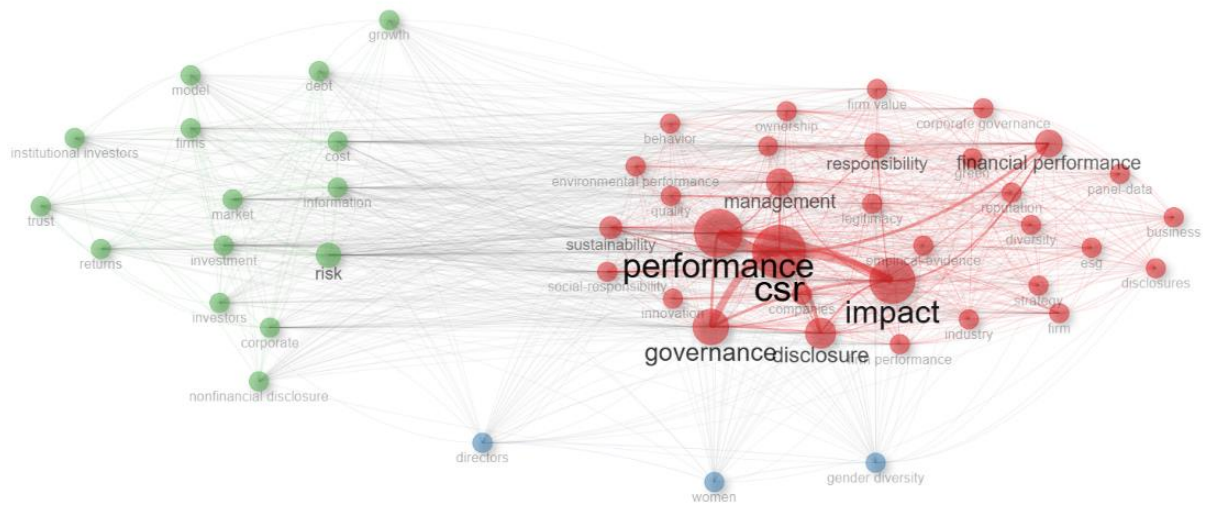 growth
model
debt
institutional investors
firms
cost
trust
market
information
returns
investment
risk
investors
corporate
nonfinancial disclosure
firm value
behavior
ownership
corporate governance
responsibility
green
financial performance
environmental performance
panel-data
quality
management
legitimacy
reputation
sustainability
diversity
business
performance
empirical-evidence
esg
social-responsibility
csr
disclosures
innovation
companies
impact
strategy
governance
disclosure
industry
firm
firm performance
directors
women
gender diversity